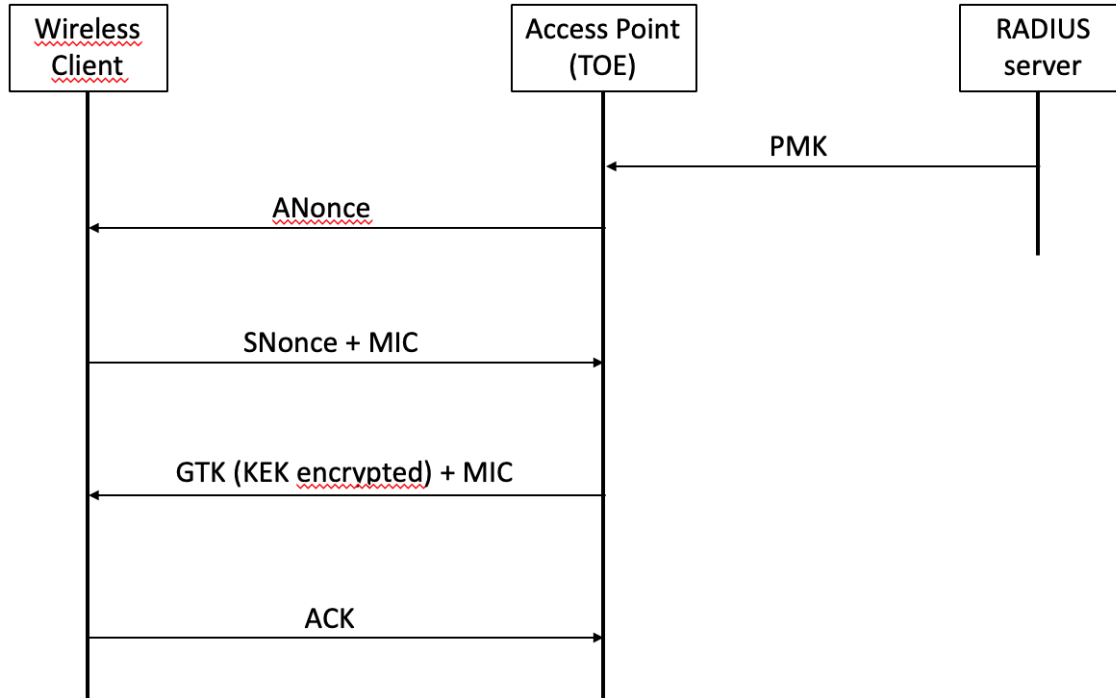 Wireless
Client
Access Point
(TOE)
RADIUS
server
PMK
ANonce
SNonce + MIC
GTK (KEK encrypted) + MIC
ACK